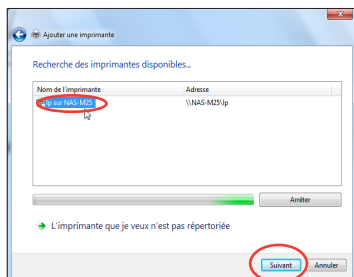 Ajouter une imprimante
Recherche des imprimantes disponibles...
Nom de l'imprimante Adresse
lp sur NAS-M25 \\NAS-M25\lp
Arrêter
L'imprimante que je veux n'est pas répertoriée
Suivant Annuler